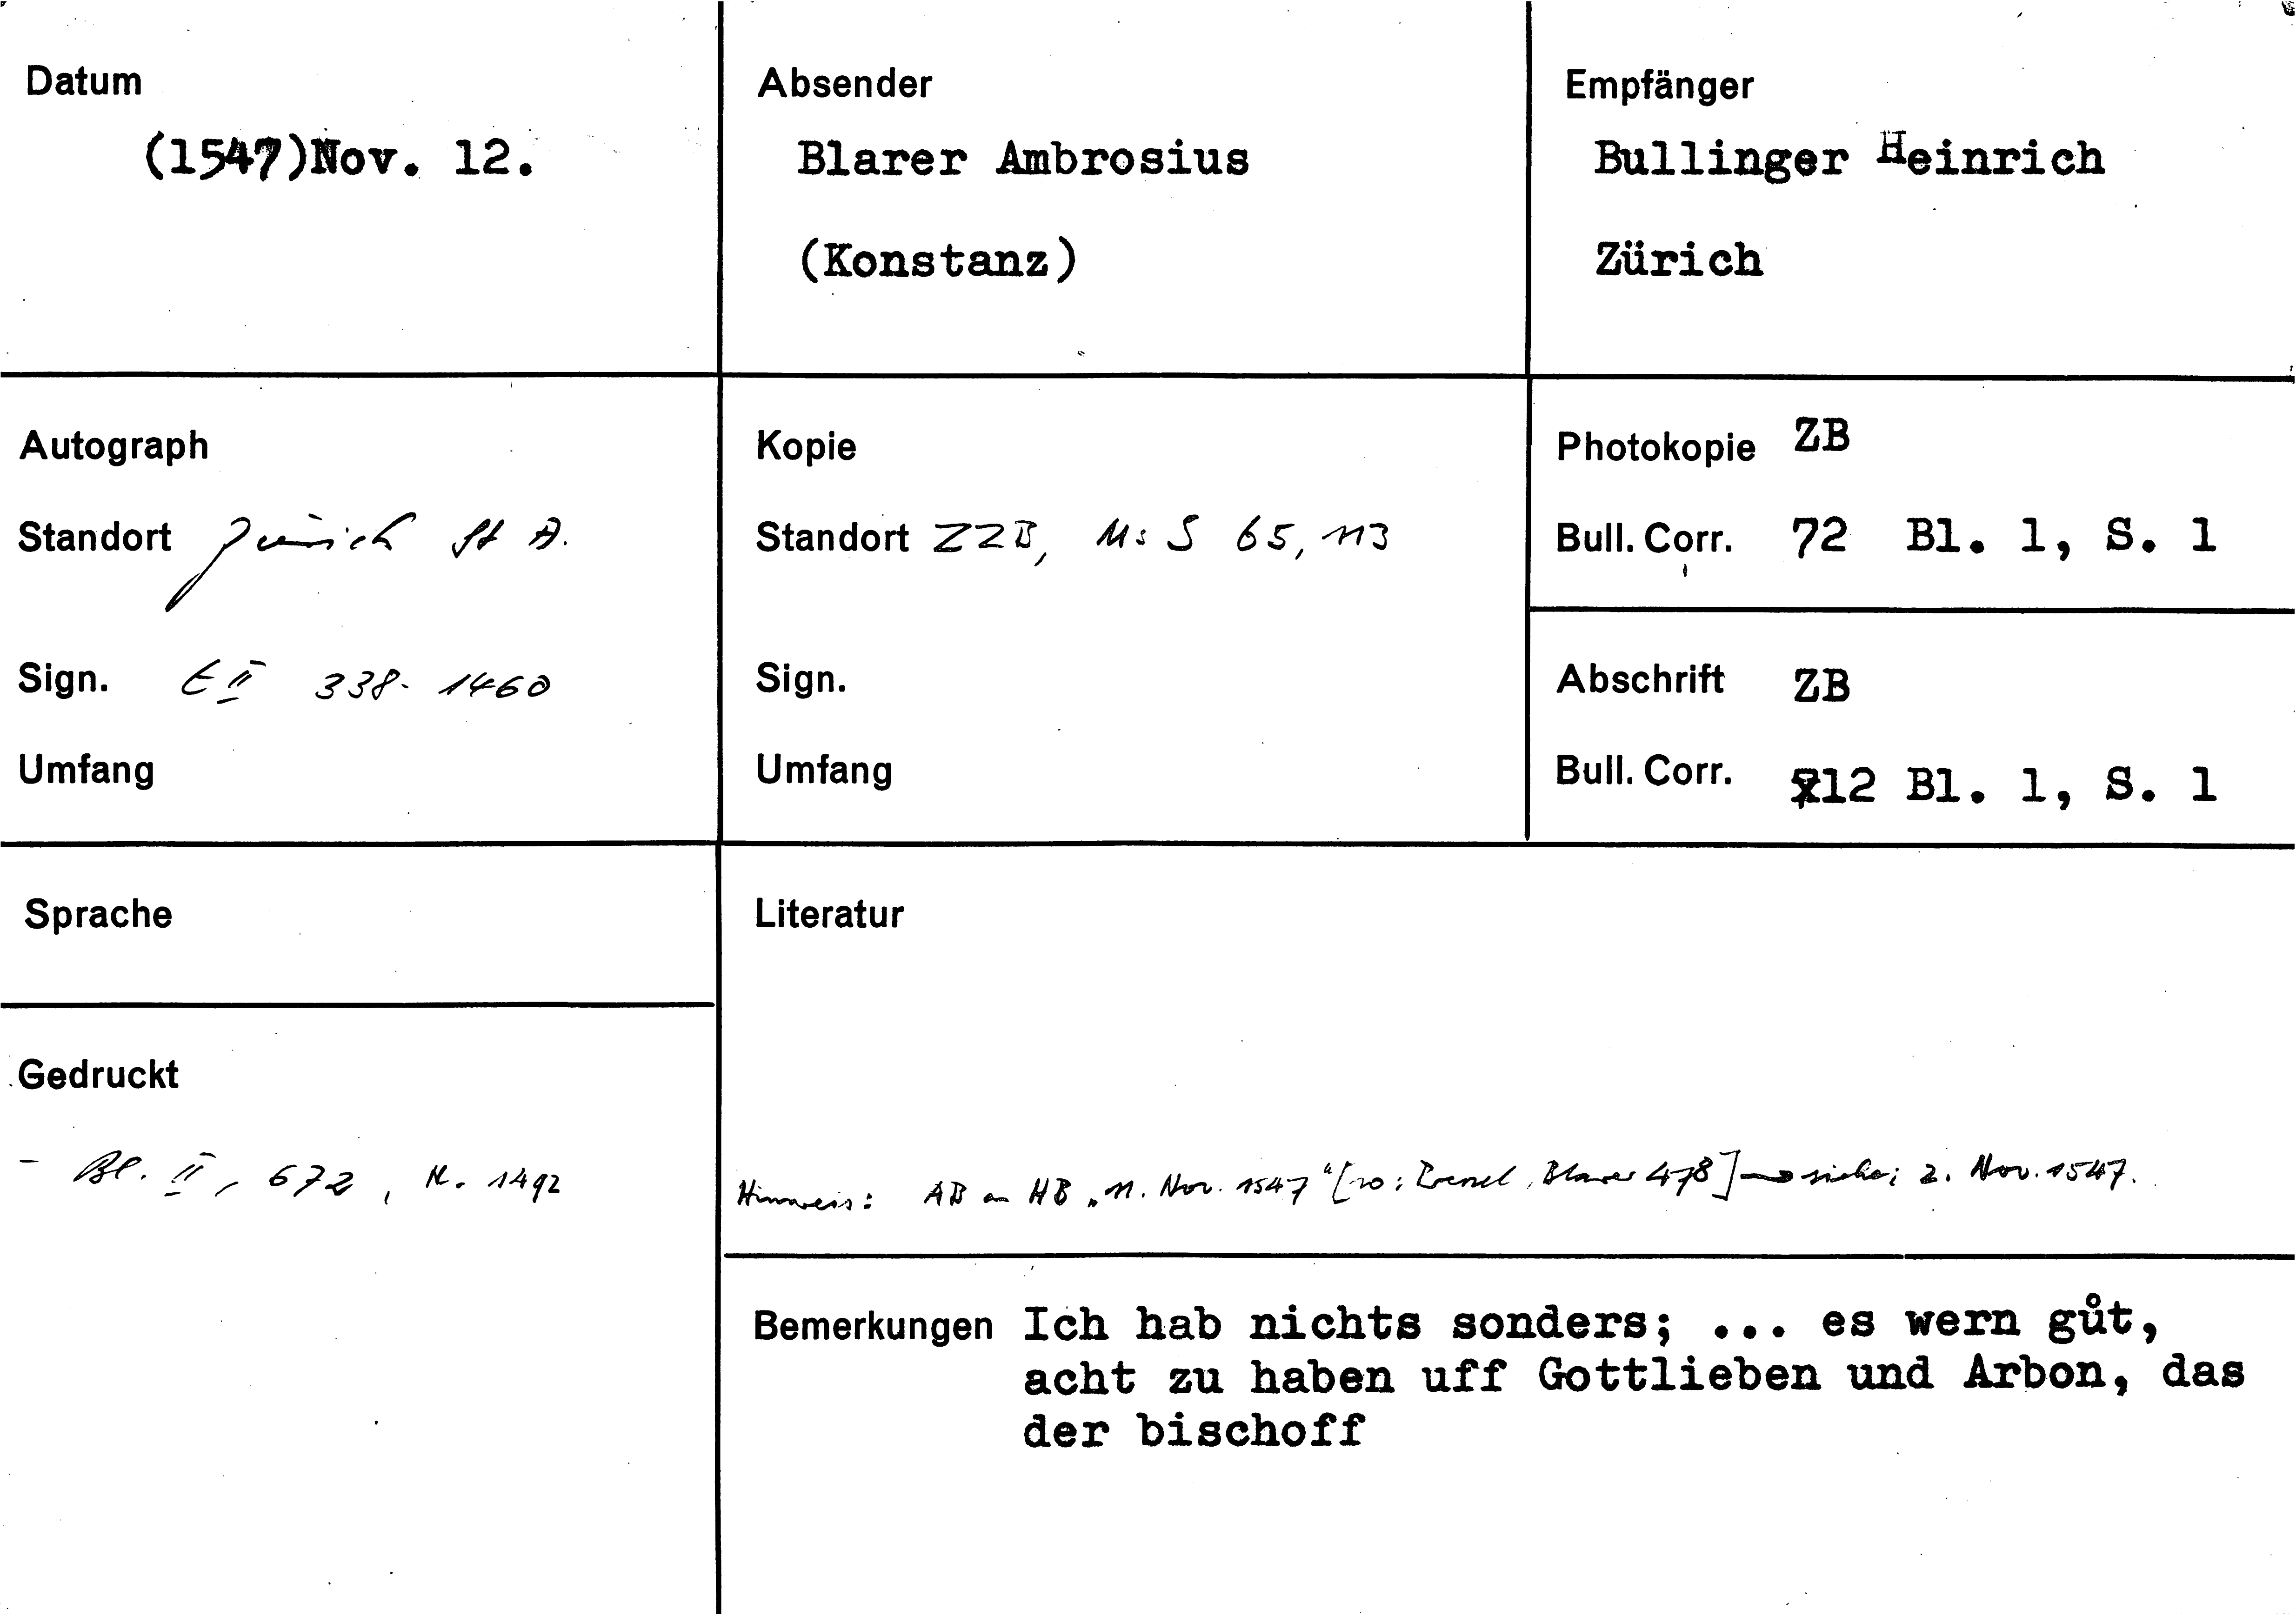 Datum
(1547)Nov. 12.
Absender
Blarer Ambrosius
(Konstanz)
Empfänger
Bullinger Heinrich
Zürich
Autograph
Standort Zürich St A.
Sign. E II 338. 1460
Umfang
Kopie
Standort ZZB, Ms S 65, 113
Sign.
Umfang
Photokopie ZB
Bull. Corr. 72 Bl. 1, S. 1
Abschrift ZB
Bull. Corr. 12 Bl. 1, S. 1
Sprache
Gedruckt
- Bl. II, 672, N. 1492
Literatur
Hinweis: AB an HB „11. Nov. 1547" [so: Pressel, Blarer 478] → siehe: 2. Nov. 1547.
Bemerkungen Ich hab nichts sonders; ... es wern gůt,
acht zu haben uff Gottlieben und Arbon, das
der bischoff